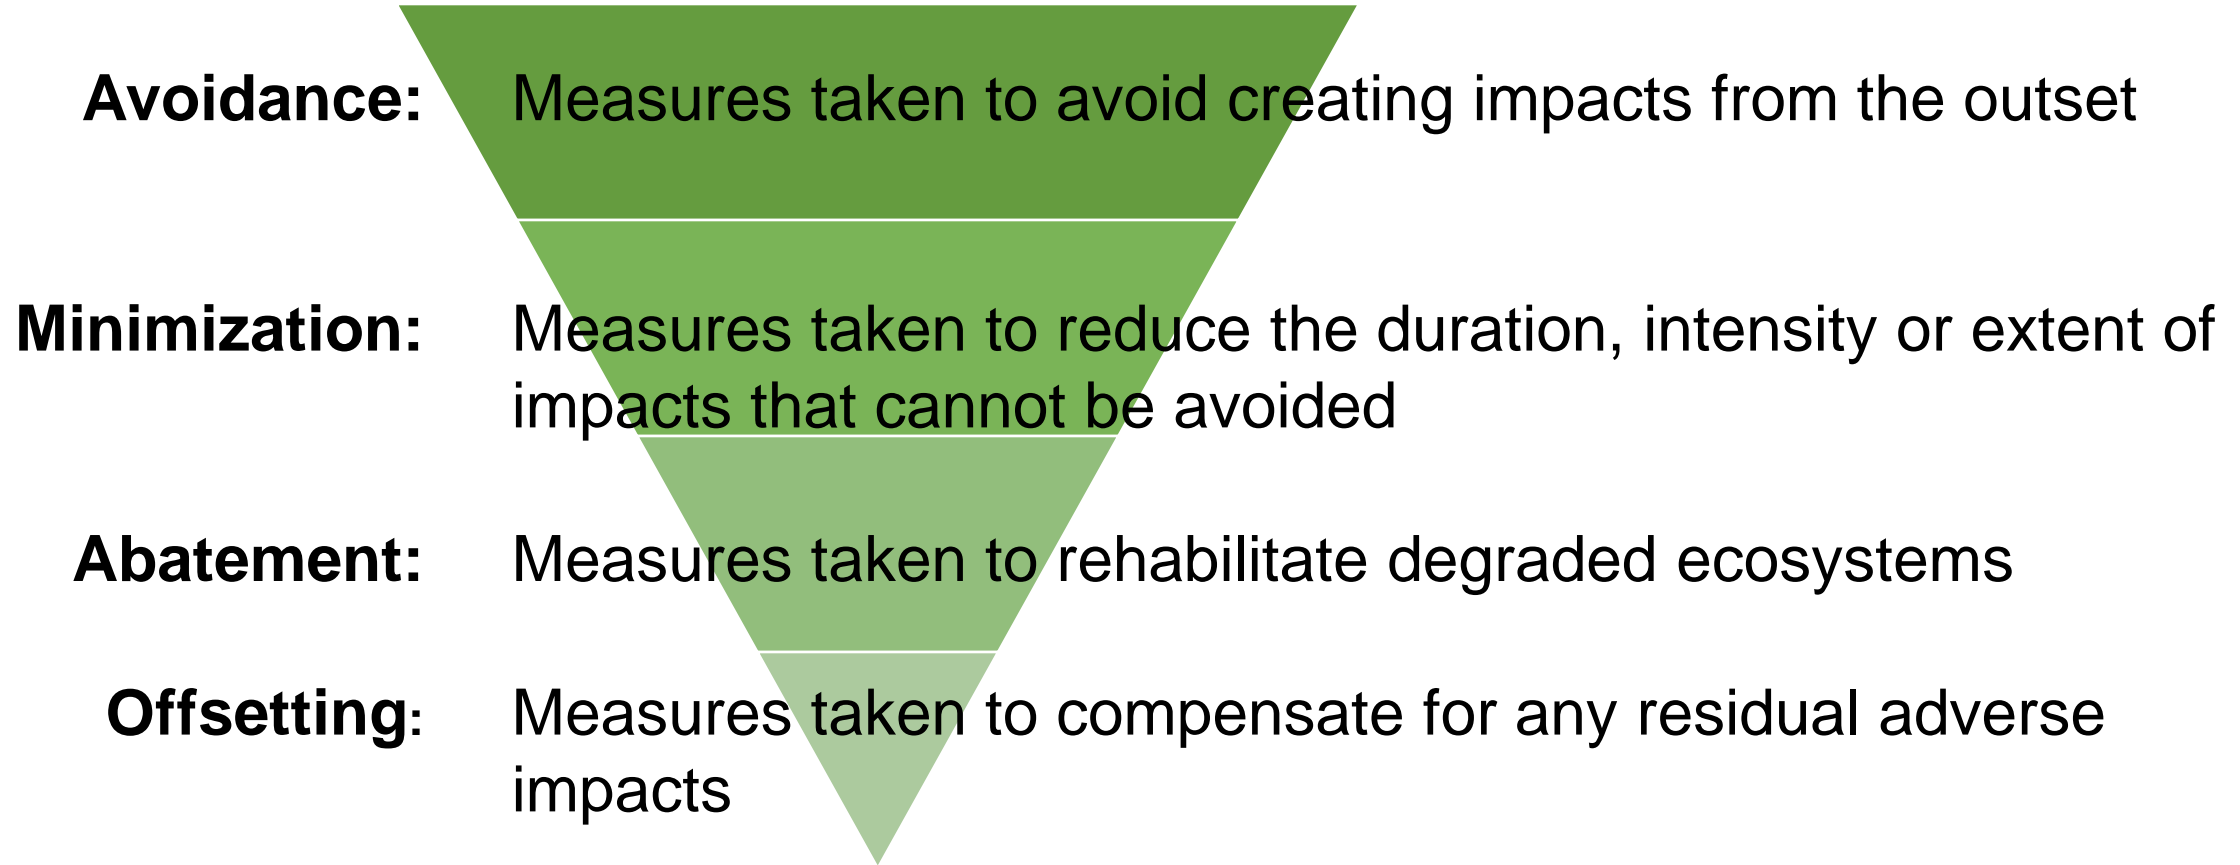 Avoidance: Measures taken to avoid creating impacts from the outset
Minimization: Measures taken to reduce the duration, intensity or extent of
impacts that cannot be avoided
Abatement: Measures taken to rehabilitate degraded ecosystems
Offsetting: Measures taken to compensate for any residual adverse
impacts